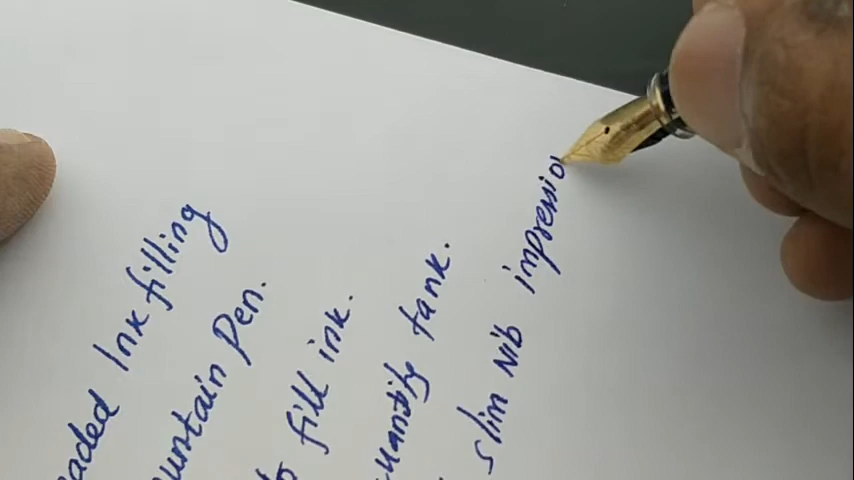 aded Ink filling
untain Pen.
fill ink.
uantity tank.
slim Nib impressio